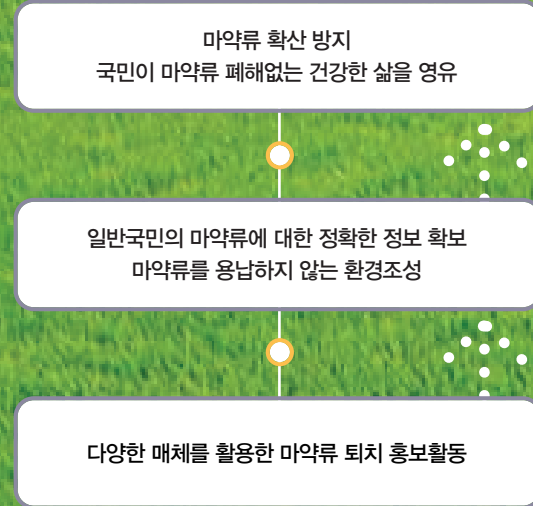 마약류 확산 방지
국민이 마약류 폐해없는 건강한 삶을 영유
일반국민의 마약류에 대한 정확한 정보 확보
마약류를 용납하지 않는 환경조성
다양한 매체를 활용한 마약류 퇴치 홍보활동